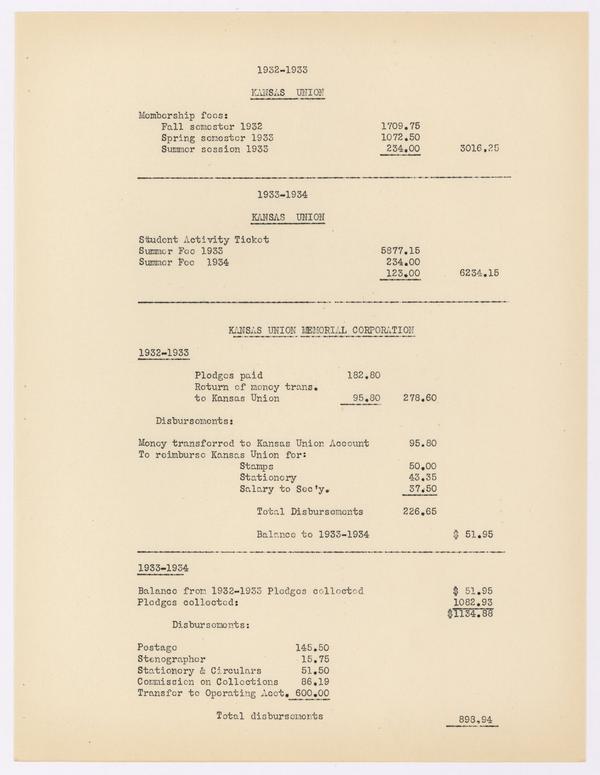 1932-1933
KANSAS UNION
Membership fees:
Fall semester 1932 1709.75
Spring semester 1933 1072.50
Summer session 1933 234.00 3016.25
1933-1934
KANSAS UNION
Student Activity Ticket
Summer Fee 1933 5877.15
Summer Fee 1934 234.00
123.00 6234.15
KANSAS UNION MEMORIAL CORPORATION
1932-1933
Pledges paid 182.80
Return of money trans.
to Kansas Union 95.80 278.60
Disbursements:
Money transferred to Kansas Union Account 95.80
To reimburse Kansas Union for:
Stamps 50.00
Stationery 43.35
Salary to Sec'y. 37.50
Total Disbursements 226.65
Balance to 1933-1934 $ 51.95
1933-1934
Balance from 1932-1933 Pledges collected $ 51.95
Pledges collected: 1082.93
$1134.88
Disbursements:
Postage 145.50
Stenographer 15.75
Stationery & Circulars 51.50
Commission on Collections 86.19
Transfer to Operating Acct. 600.00
Total disbursements 898.94